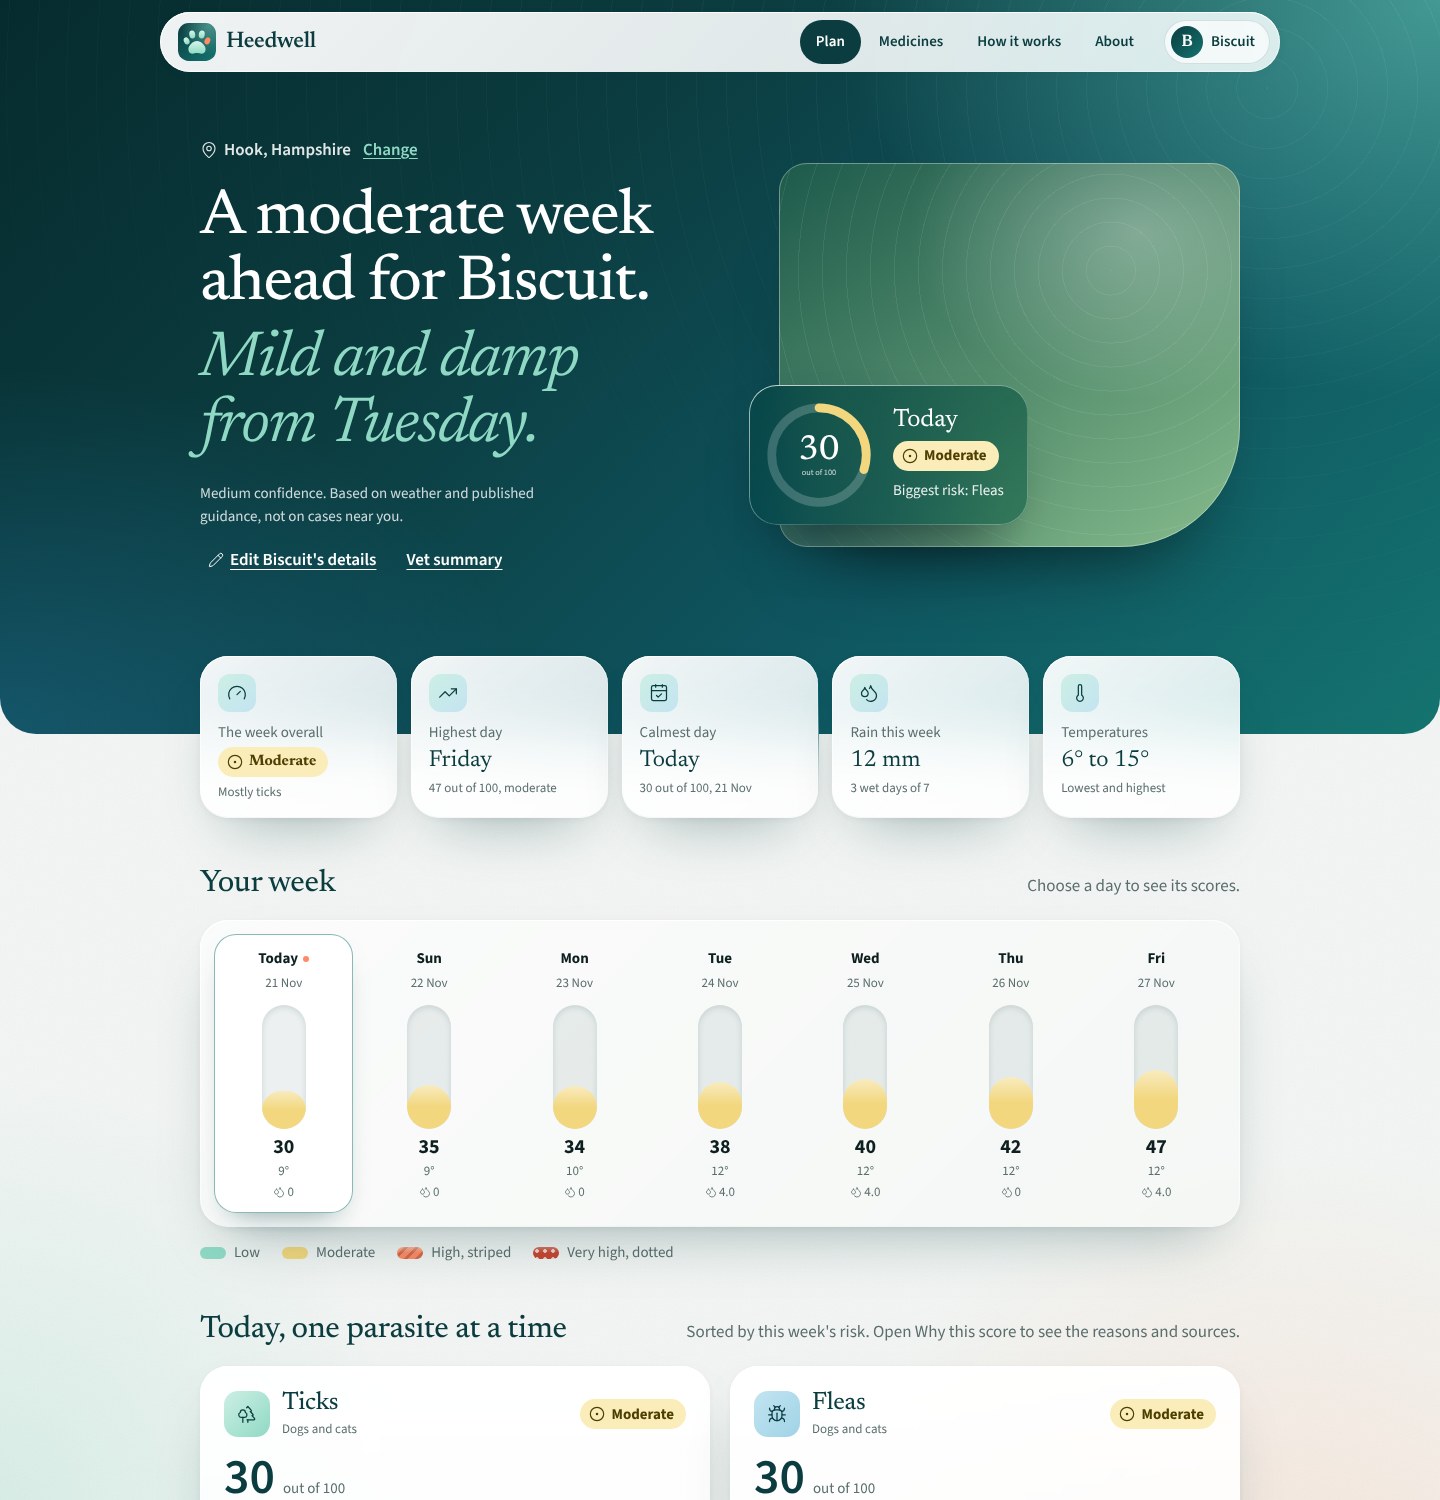 Heedwell
Plan
Medicines
How it works
About
B
Biscuit
Hook, Hampshire
Change
A moderate week
ahead for Biscuit.
Mild and damp
from Tuesday.
Medium confidence. Based on weather and published
guidance, not on cases near you.
Edit Biscuit's details
Vet summary
30
out of 100
Today
Moderate
Biggest risk: Fleas
The week overall
Moderate
Mostly ticks
Highest day
Friday
47 out of 100, moderate
Calmest day
Today
30 out of 100, 21 Nov
Rain this week
12 mm
3 wet days of 7
Temperatures
6° to 15°
Lowest and highest
Your week
Choose a day to see its scores.
Today
21 Nov
30
9°
0
Sun
22 Nov
35
9°
0
Mon
23 Nov
34
10°
0
Tue
24 Nov
38
12°
4.0
Wed
25 Nov
40
12°
4.0
Thu
26 Nov
42
12°
0
Fri
27 Nov
47
12°
4.0
Low
Moderate
High, striped
Very high, dotted
Today, one parasite at a time
Sorted by this week's risk. Open Why this score to see the reasons and sources.
Ticks
Dogs and cats
Moderate
30 out of 100
Fleas
Dogs and cats
Moderate
30 out of 100